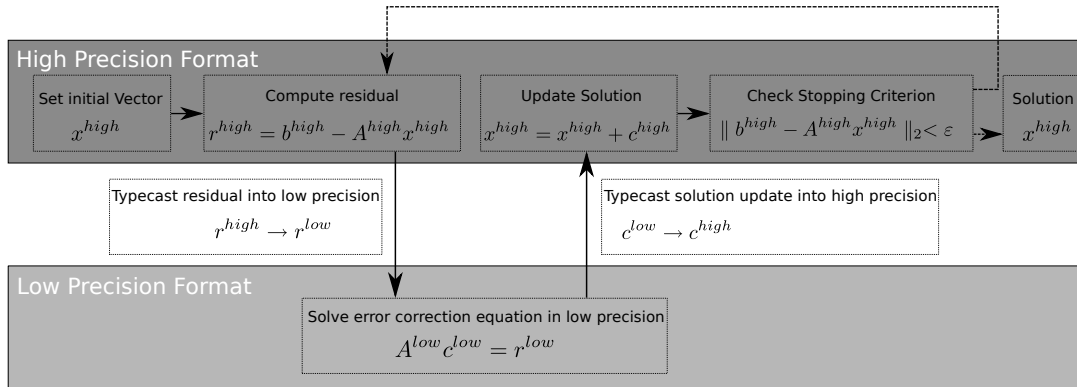 High Precision Format
Set initial Vector
x^{high}
Compute residual
r^{high} = b^{high} − A^{high}x^{high}
Update Solution
x^{high} = x^{high} + c^{high}
Check Stopping Criterion
∥ b^{high} − A^{high}x^{high} ∥_2< ε
Solution
x^{high}
Typecast residual into low precision
r^{high} → r^{low}
Typecast solution update into high precision
c^{low} → c^{high}
Low Precision Format
Solve error correction equation in low precision
A^{low}c^{low} = r^{low}